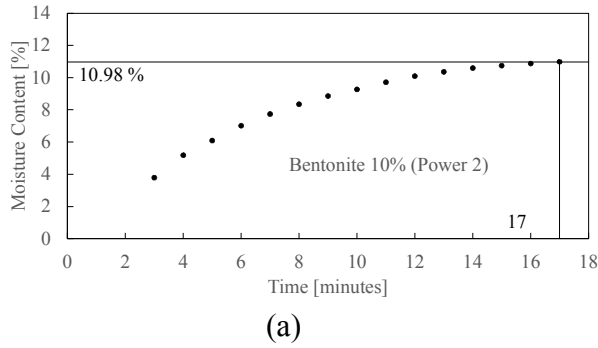 14
12
10
8
6
4
2
0
Moisture Content [%]
10.98 %
Bentonite 10% (Power 2)
17
0 2 4 6 8 10 12 14 16 18
Time [minutes]
(a)